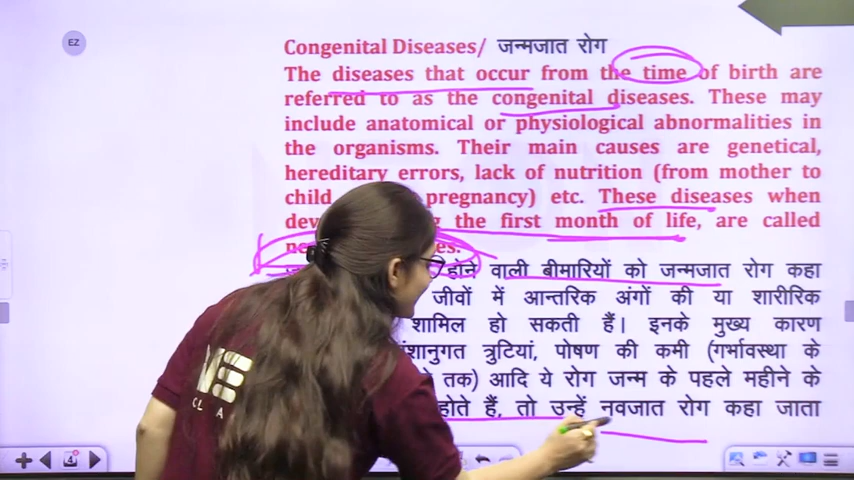 EZ
Congenital Diseases/ जन्मजात रोग
The diseases that occur from the time of birth are
referred to as the congenital diseases. These may
include anatomical or physiological abnormalities in
the organisms. Their main causes are genetical,
hereditary errors, lack of nutrition (from mother to
child pregnancy) etc. These diseases when
the first month of life, are called
होने वाली बीमारियों को जन्मजात रोग कहा
जीवों में आन्तरिक अंगों की या शारीरिक
शामिल हो सकती हैं। इनके मुख्य कारण
त्रुटियां, पोषण की कमी (गर्भावस्था के
तक) आदि ये रोग जन्म के पहले महीने के
होते हैं, तो उन्हें नवजात रोग कहा जाता
WE
CLA